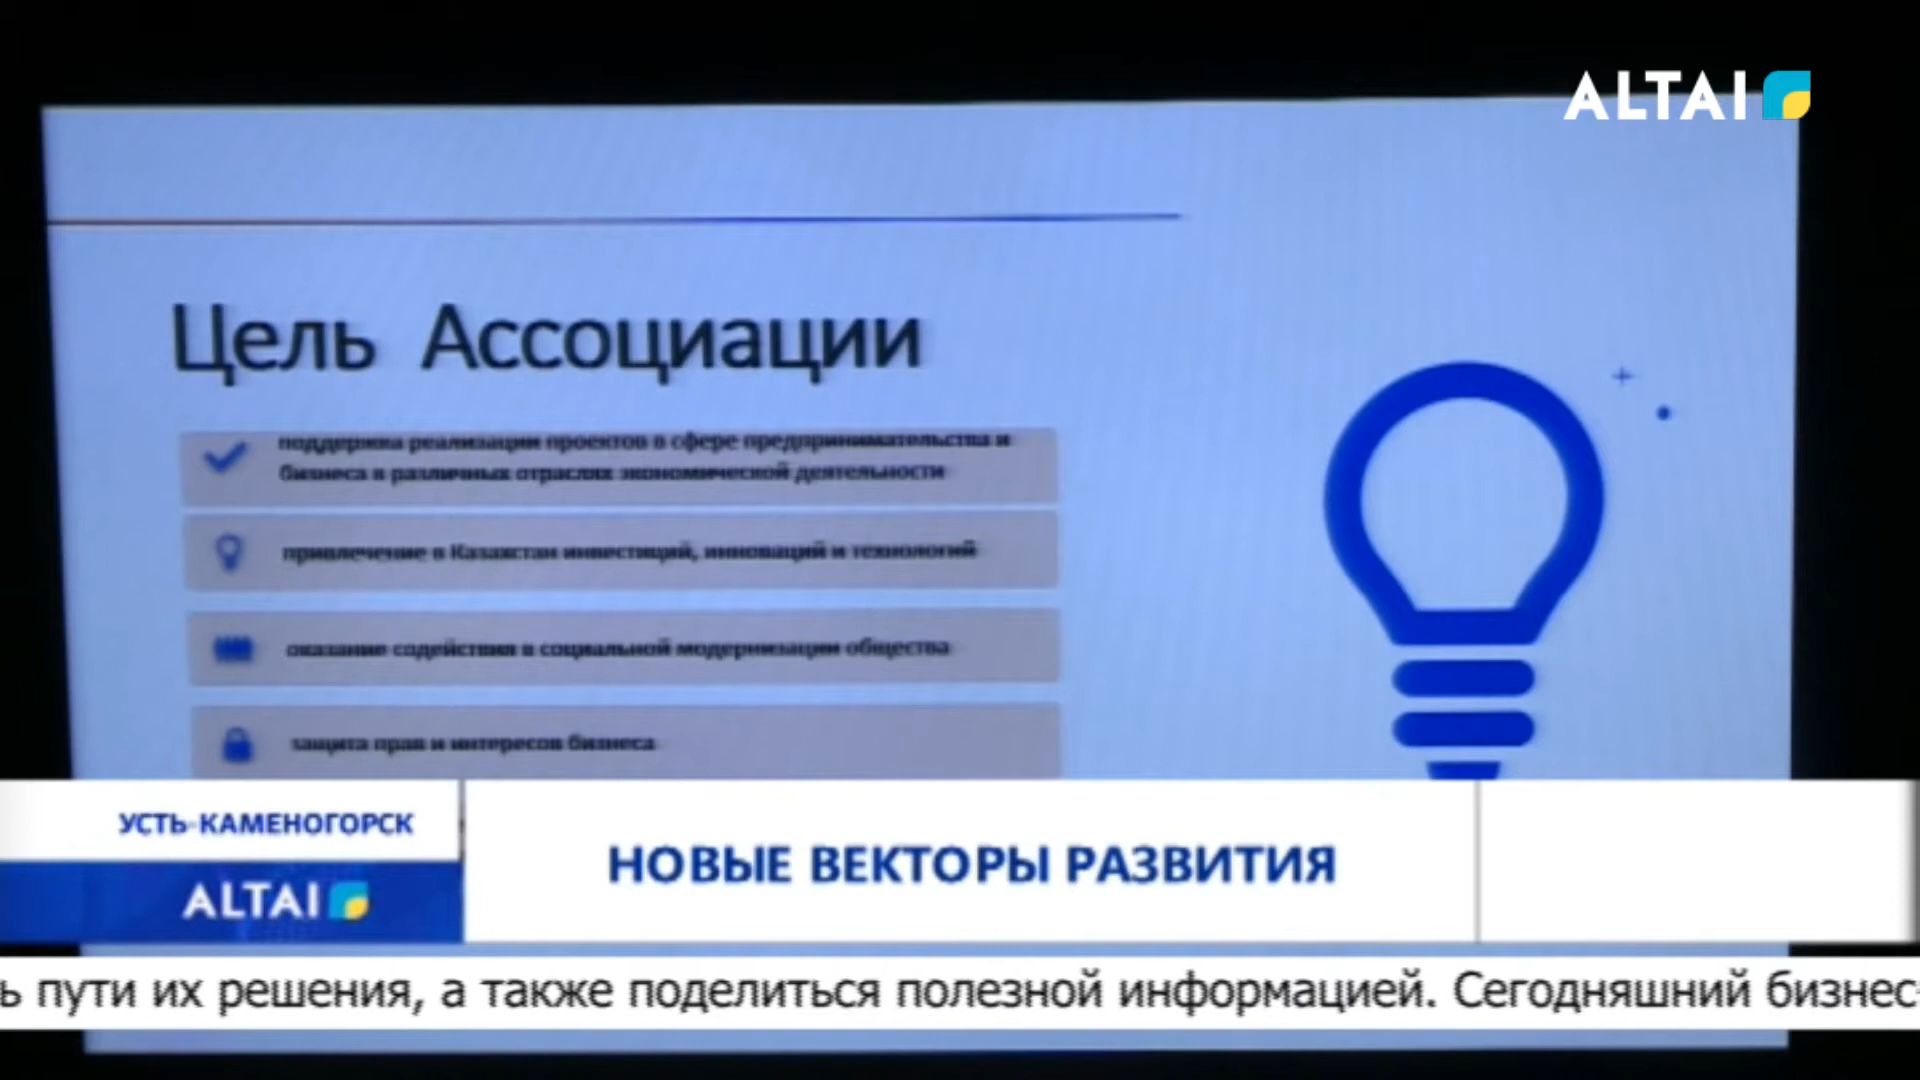 ALTAI
Цель Ассоциации
поддержка реализации проектов в сфере предпринимательства и
бизнеса в различных отраслях экономической деятельности
привлечение в Казахстан инвестиций, инноваций и технологий
оказание содействия в социальной модернизации общества
защита прав и интересов бизнеса
УСТЬ-КАМЕНОГОРСК
ALTAI
НОВЫЕ ВЕКТОРЫ РАЗВИТИЯ
ь пути их решения, а также поделиться полезной информацией. Сегодняшний бизнес-